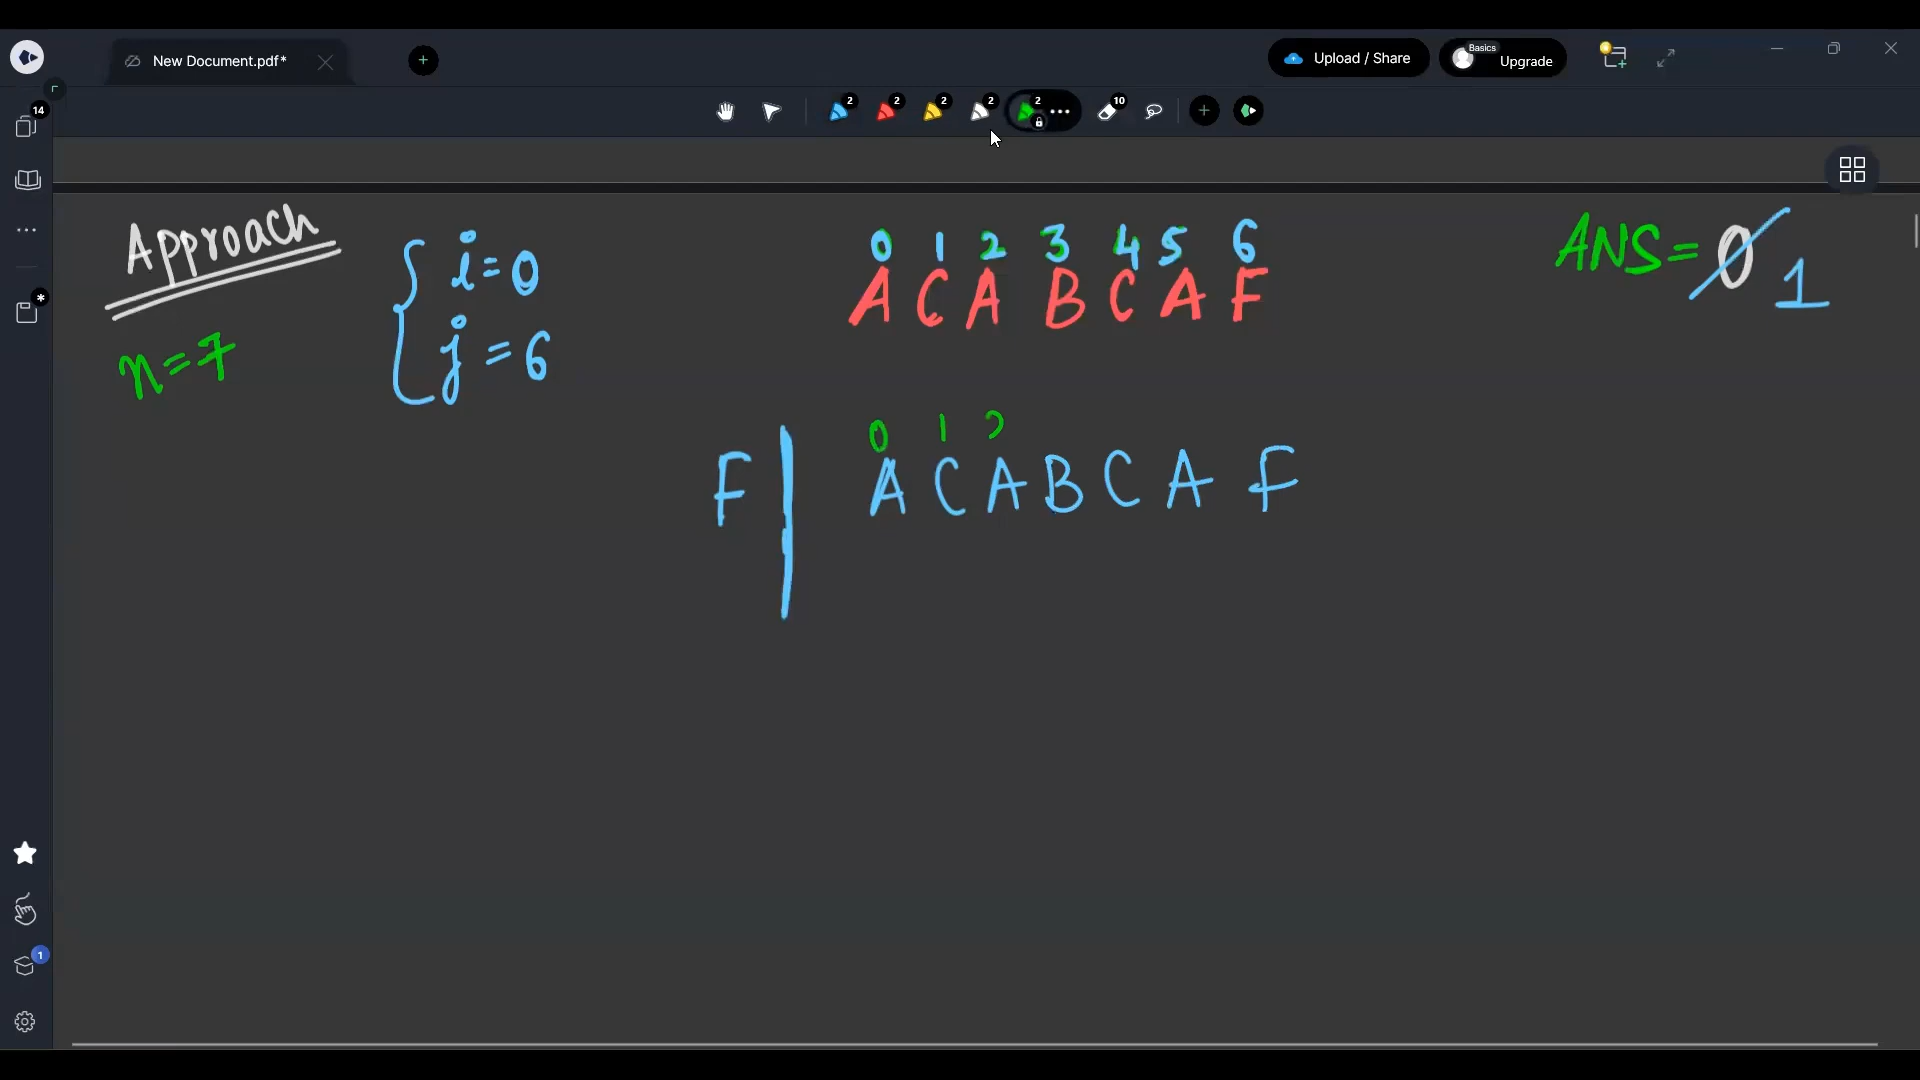 New Document.pdf*
Upload / Share
Basics
Upgrade
14
2
2
2
2
2
10
Approach
i=0
j=6
n=7
0 1 2 3 4 5 6
A C A B C A F
ANS= 0 1
0 1
F | A C A B C A F
1